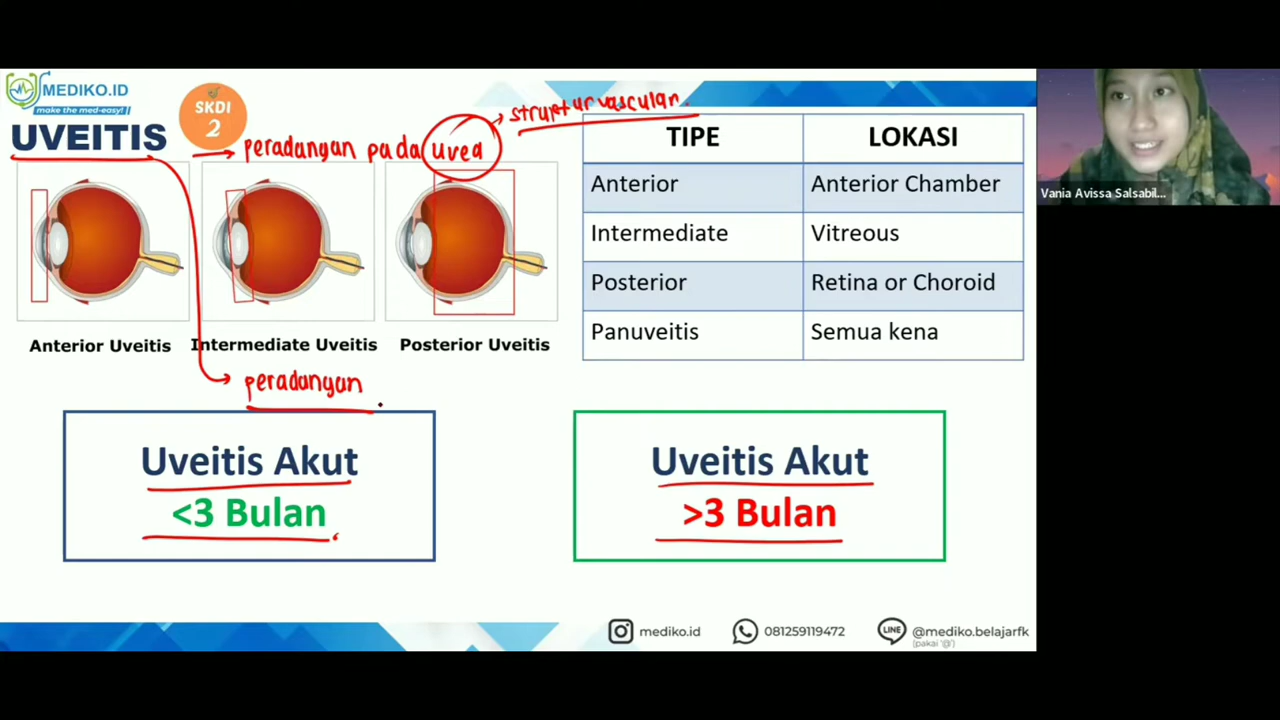 MEDIKO.ID
make the med-easy!
SKDI
2
UVEITIS
peradangan pada uvea
struktur vascular
Anterior Uveitis
Intermediate Uveitis
Posterior Uveitis
TIPE LOKASI
Anterior Anterior Chamber
Intermediate Vitreous
Posterior Retina or Choroid
Panuveitis Semua kena
Vania Avissa Salsabil...
peradangan
Uveitis Akut
<3 Bulan
Uveitis Akut
>3 Bulan
mediko.id
081259119472
LINE
@mediko.belajarfk
(pakai '@')